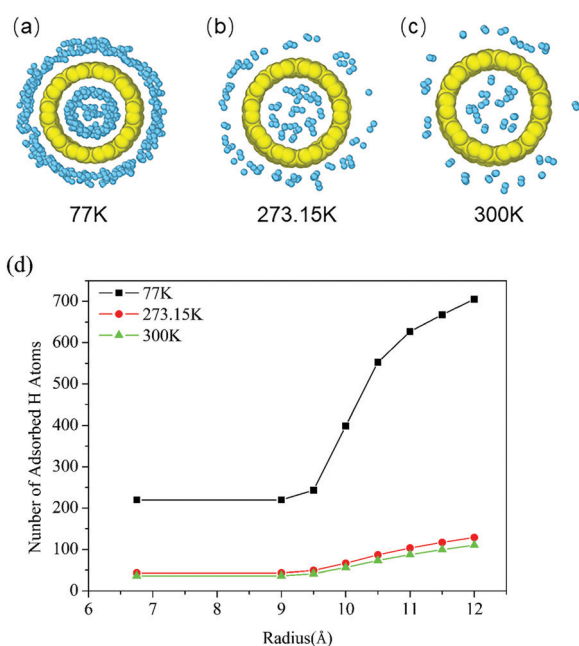 (a)
(b)
(c)
77K
273.15K
300K
(d)
77K
273.15K
300K
700
600
500
400
300
200
100
0
6
7
8
9
10
11
12
Nunber of Adsorbed H Atoms
Radius(Å)